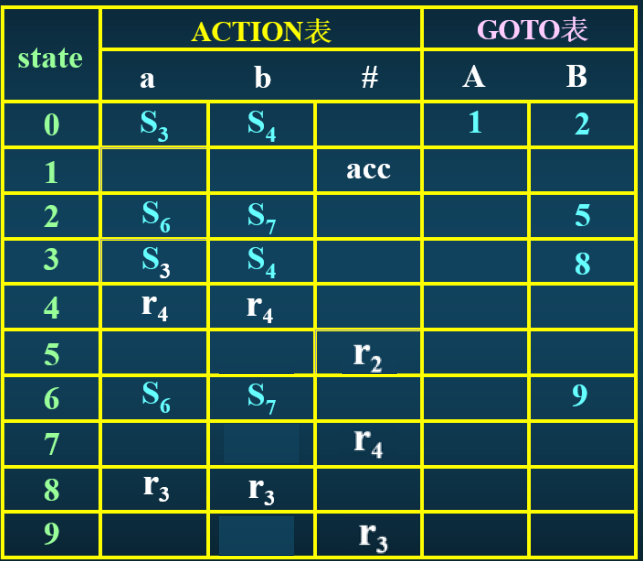 ACTION表 GOTO表
state a b # A B
0 S3 S4 1 2
1 acc
2 S6 S7 5
3 S3 S4 8
4 r4 r4
5 r2
6 S6 S7 9
7 r4
8 r3 r3
9 r3